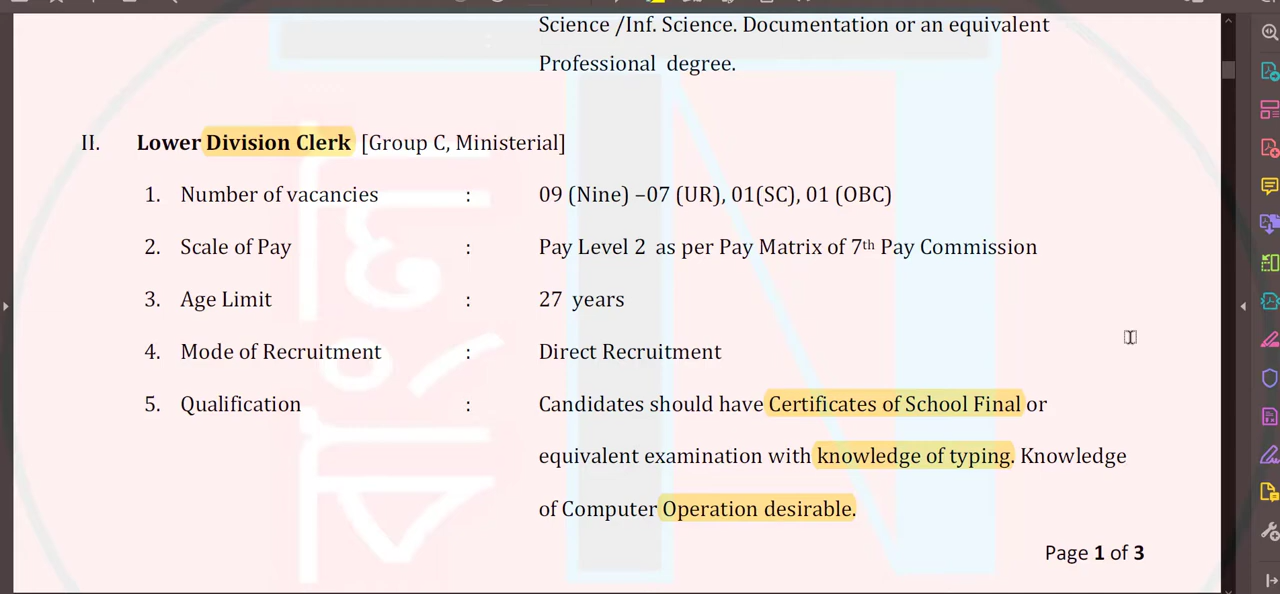 Science /Inf. Science. Documentation or an equivalent
Professional degree.
II. Lower Division Clerk [Group C, Ministerial]
1. Number of vacancies : 09 (Nine) –07 (UR), 01(SC), 01 (OBC)
2. Scale of Pay : Pay Level 2 as per Pay Matrix of 7th Pay Commission
3. Age Limit : 27 years
4. Mode of Recruitment : Direct Recruitment
5. Qualification : Candidates should have Certificates of School Final or
equivalent examination with knowledge of typing. Knowledge
of Computer Operation desirable.
Page 1 of 3